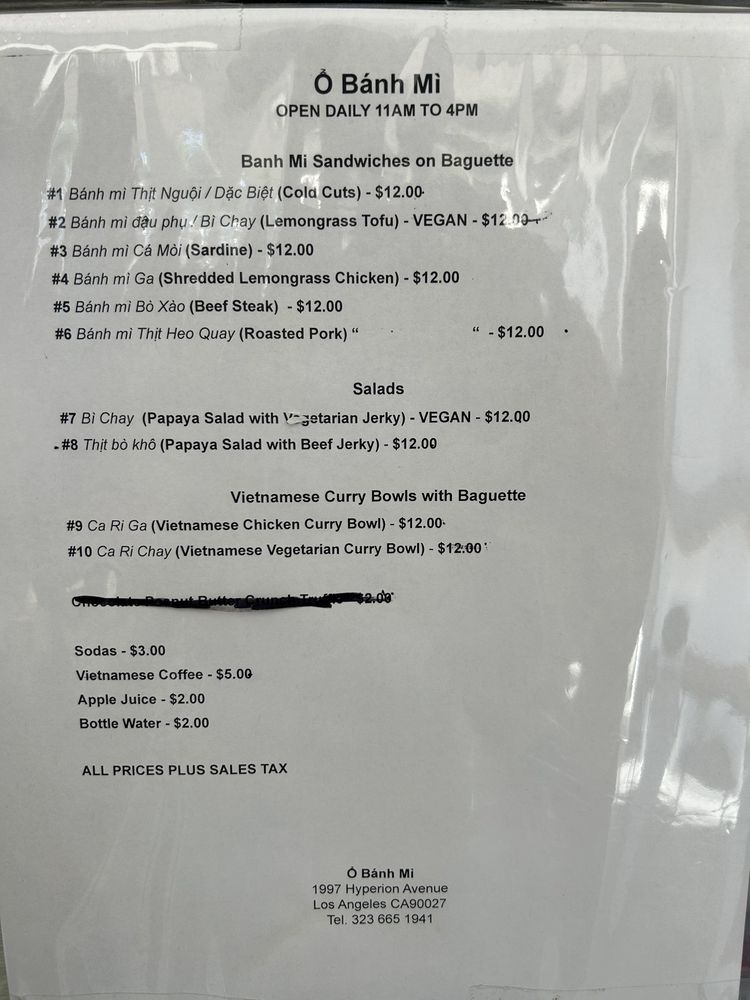 Ổ Bánh Mì
OPEN DAILY 11AM TO 4PM
Banh Mi Sandwiches on Baguette
#1 Bánh mì Thịt Nguội / Dặc Biệt (Cold Cuts) - $12.00
#2 Bánh mì đậu phụ / Bì Chay (Lemongrass Tofu) - VEGAN - $12.00
#3 Bánh mì Cá Mòi (Sardine) - $12.00
#4 Bánh mì Ga (Shredded Lemongrass Chicken) - $12.00
#5 Bánh mì Bò Xào (Beef Steak) - $12.00
#6 Bánh mì Thịt Heo Quay (Roasted Pork) “ “ - $12.00
Salads
#7 Bì Chay (Papaya Salad with Vegetarian Jerky) - VEGAN - $12.00
#8 Thịt bò khô (Papaya Salad with Beef Jerky) - $12.00
Vietnamese Curry Bowls with Baguette
#9 Ca Ri Ga (Vietnamese Chicken Curry Bowl) - $12.00
#10 Ca Ri Chay (Vietnamese Vegetarian Curry Bowl) - $12.00
Chocolate Peanut Butter Crunch Truffle - $2.00
Sodas - $3.00
Vietnamese Coffee - $5.00
Apple Juice - $2.00
Bottle Water - $2.00
ALL PRICES PLUS SALES TAX
Ổ Bánh Mì
1997 Hyperion Avenue
Los Angeles CA90027
Tel. 323 665 1941